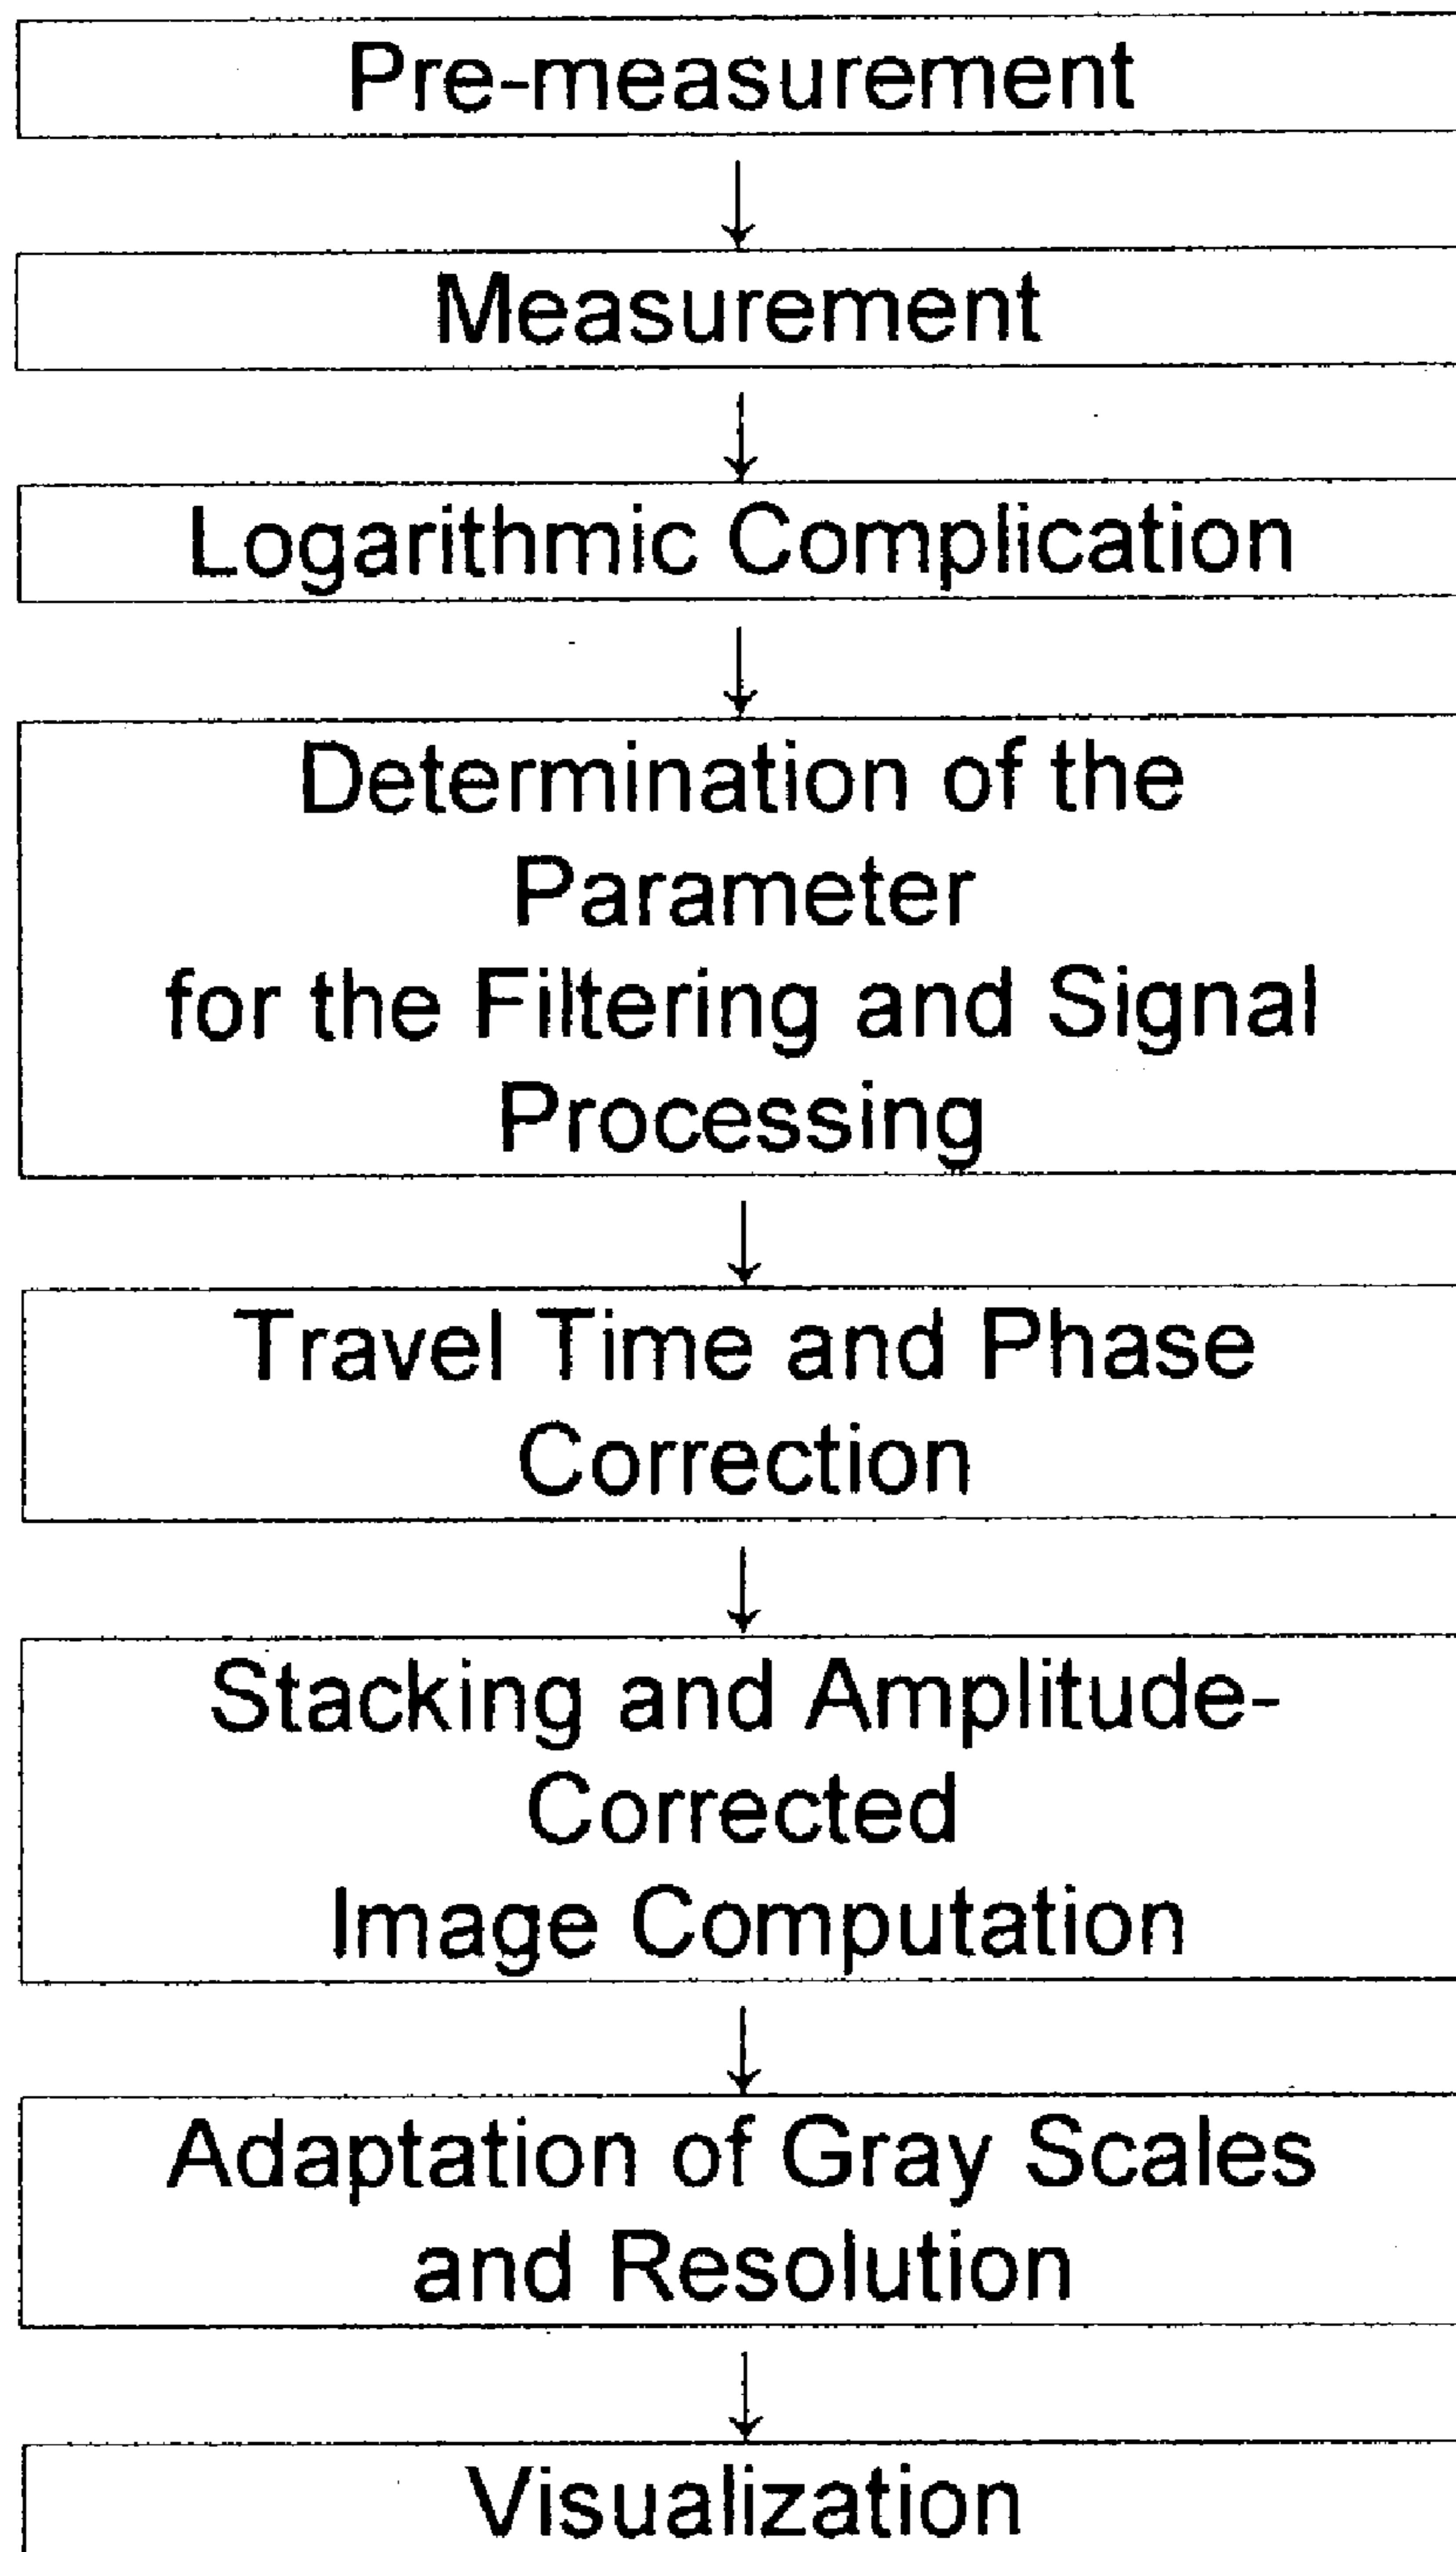 Pre-measurement
Measurement
Logarithmic Complication
Determination of the
Parameter
for the Filtering and Signal
Processing
Travel Time and Phase
Correction
Stacking and Amplitude-
Corrected
Image Computation
Adaptation of Gray Scales
and Resolution
Visualization